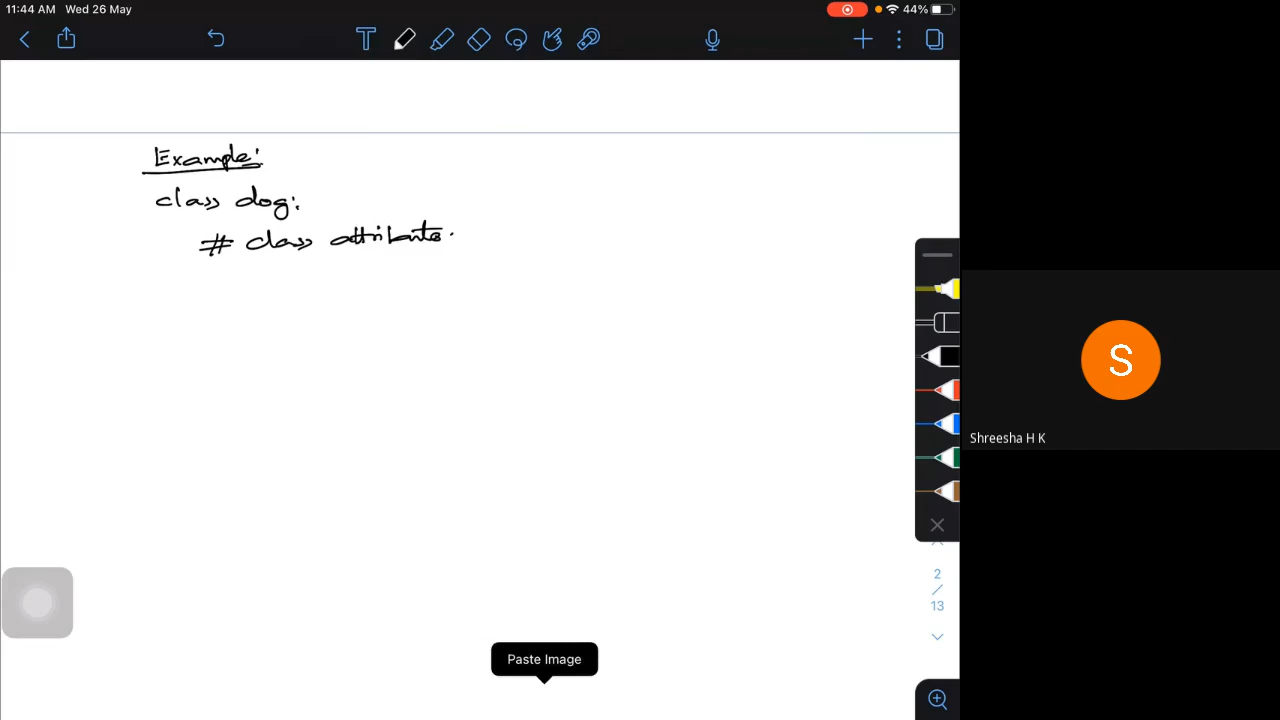 11:44 AM Wed 26 May
44%
Example:
class dog:
# class attribute.
S
Shreesha H K
2
/
13
Paste Image